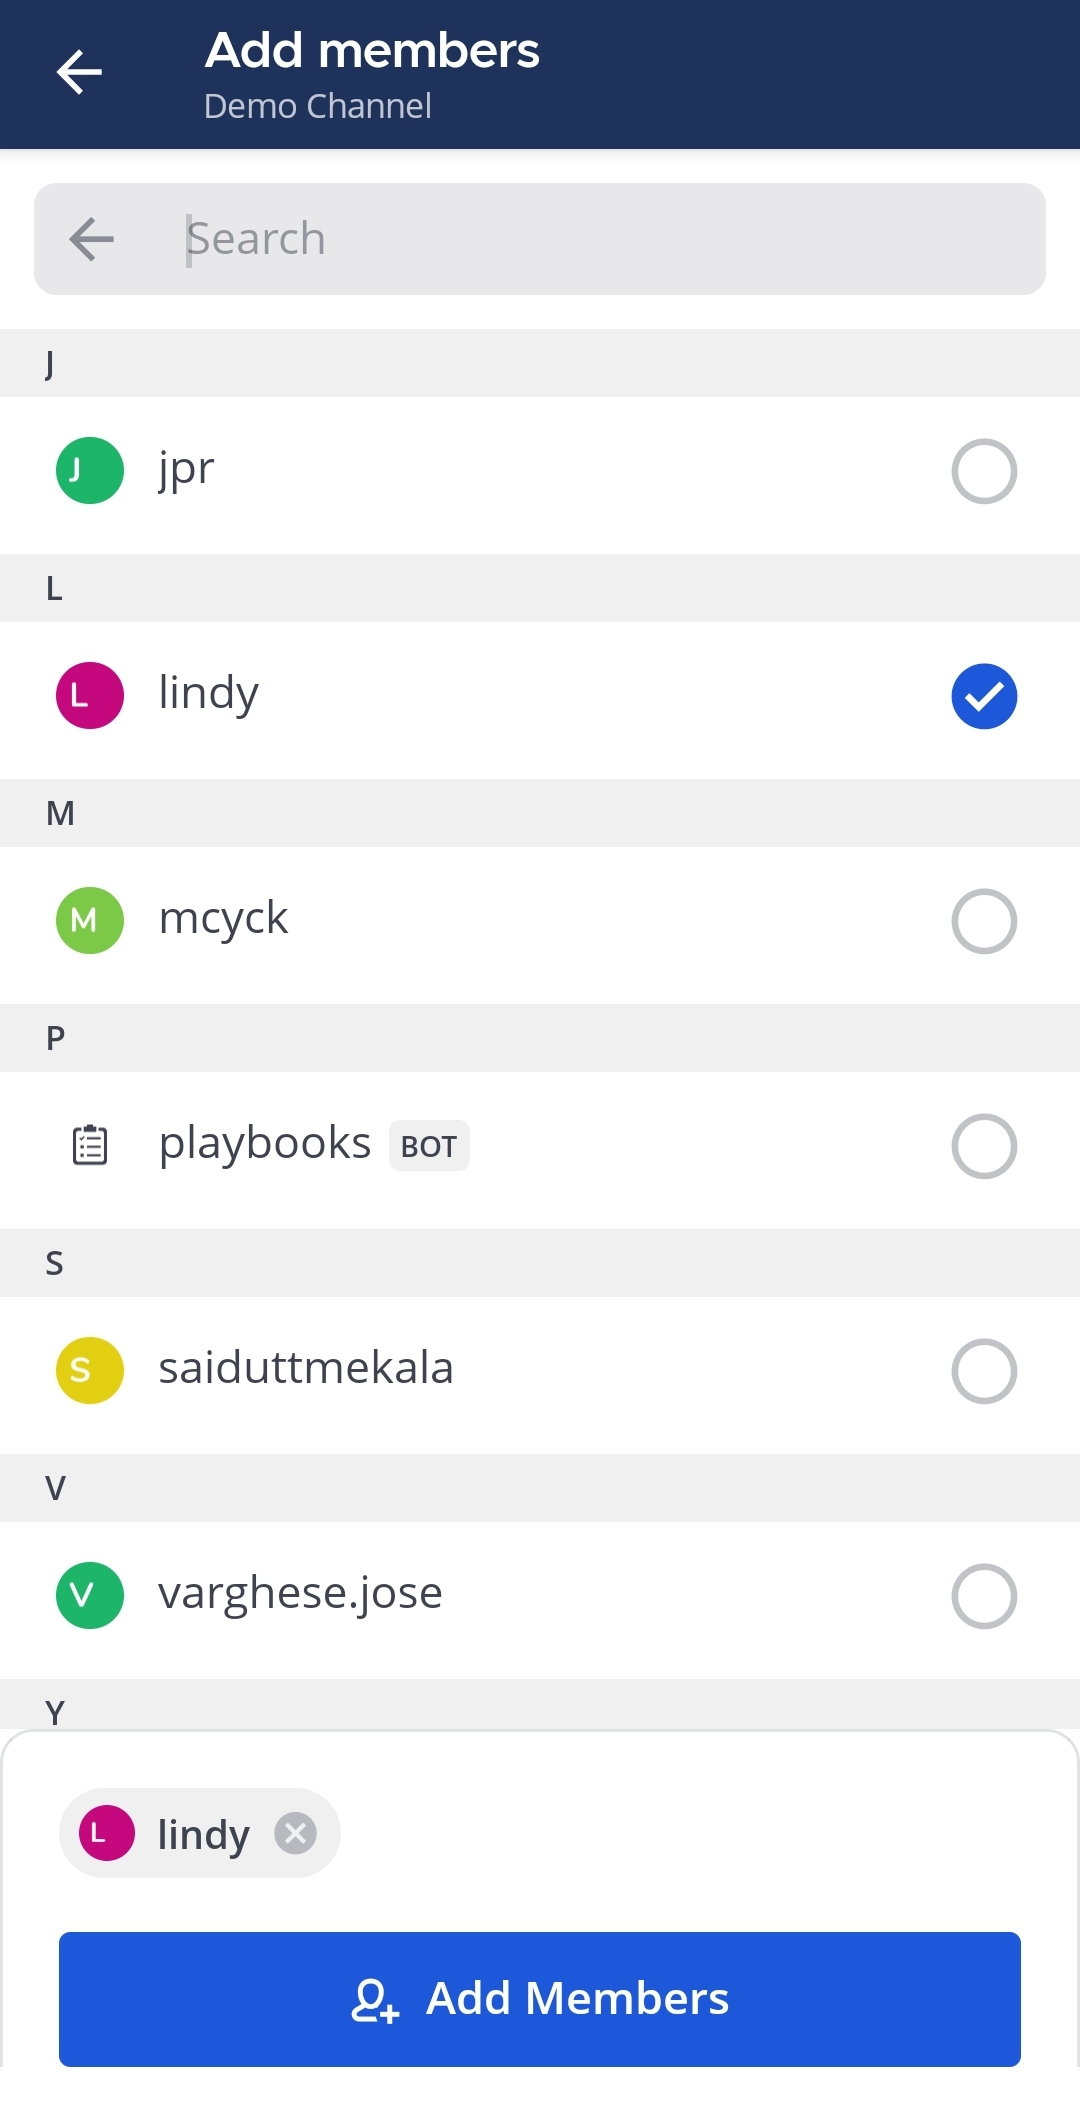 Add members
Demo Channel
Search
J
J jpr
L
L lindy
M
M mcyck
P
playbooks BOT
S
S saiduttmekala
V
V varghese.jose
Y
L lindy
Add Members